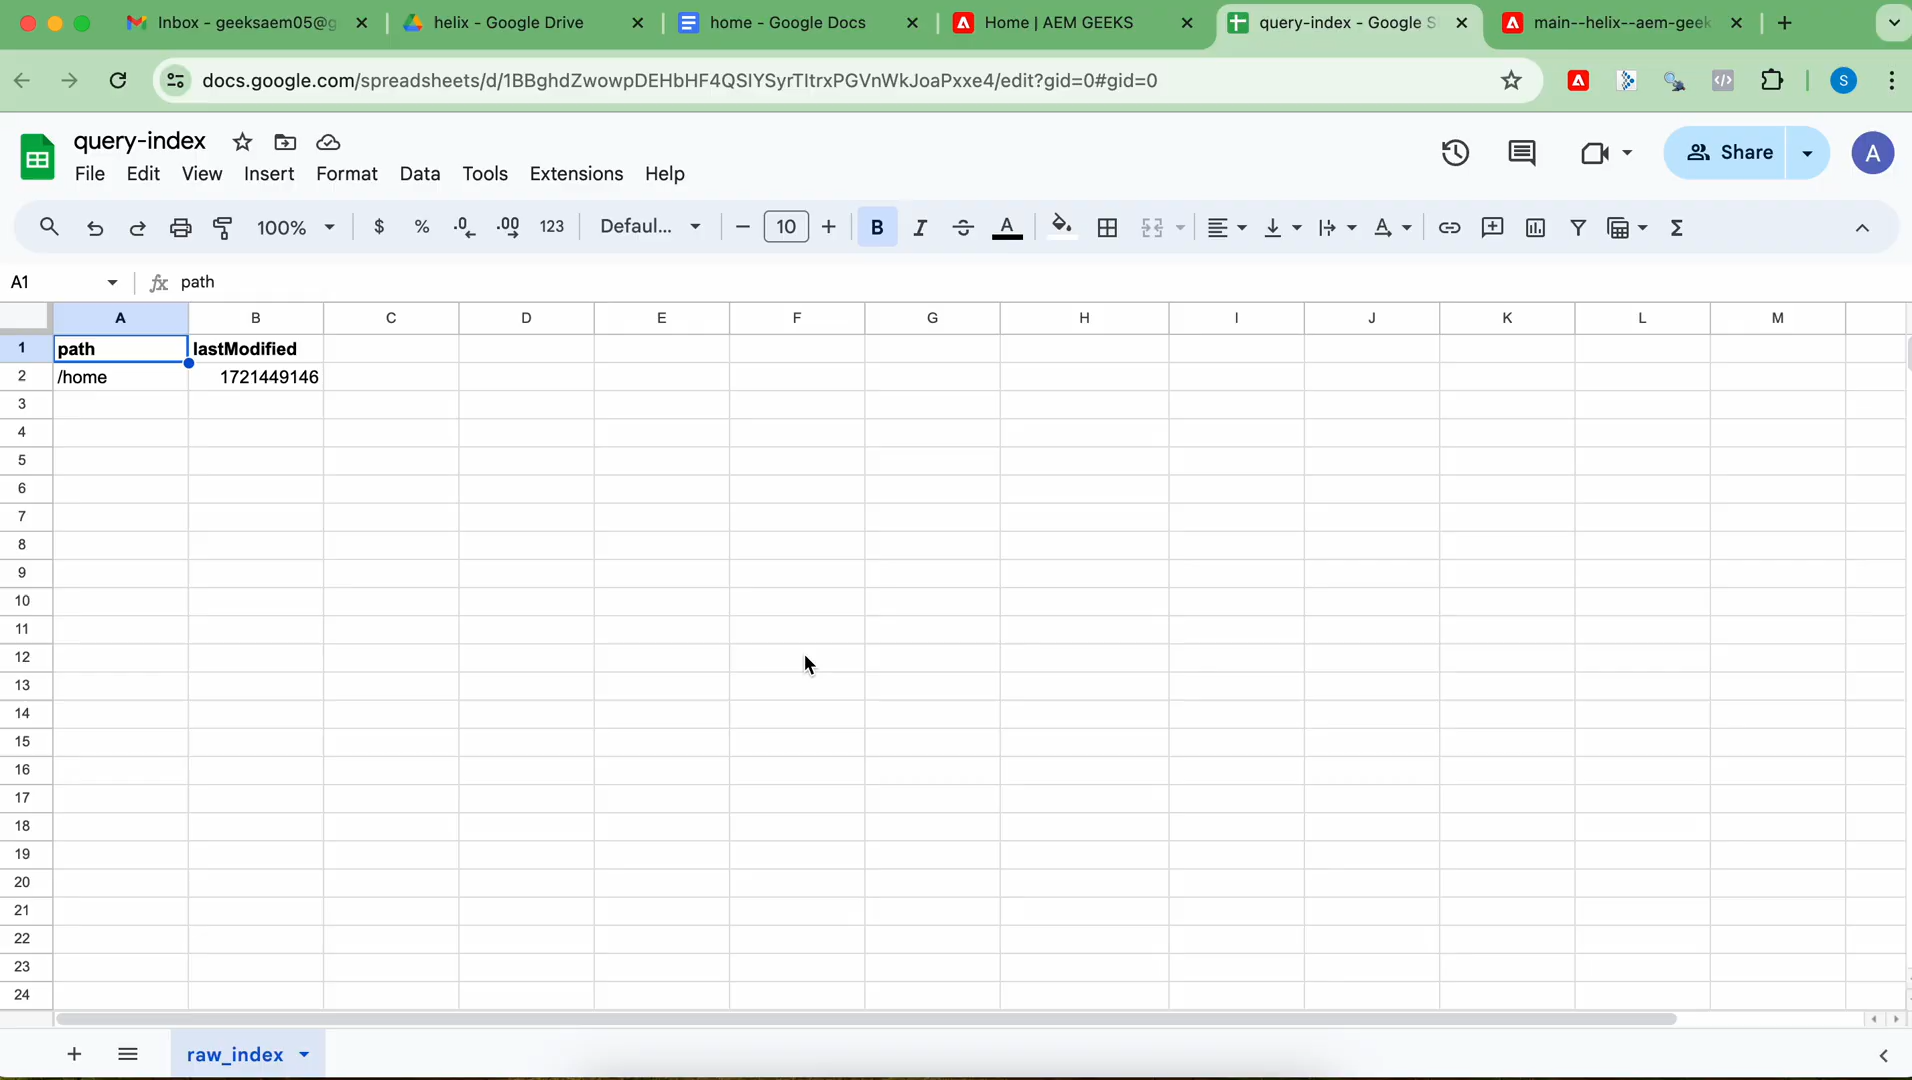 Inbox - geeksaem05@g
helix - Google Drive
home - Google Docs
Home | AEM GEEKS
query-index - Google S
main--helix--aem-geek
docs.google.com/spreadsheets/d/1BBghdZwowpDEHbHF4QSlYSyrTltrxPGVnWkJoaPxxe4/edit?gid=0#gid=0
S
query-index
File Edit View Insert Format Data Tools Extensions Help
Share
A
100% $ % .0 .00 123 Defaul... 10 B I S A A Σ
A1 fx path
A B C D E F G H I J K L M
1 path lastModified
2 /home 1721449146
3
4
5
6
7
8
9
10
11
12
13
14
15
16
17
18
19
20
21
22
23
24
raw_index